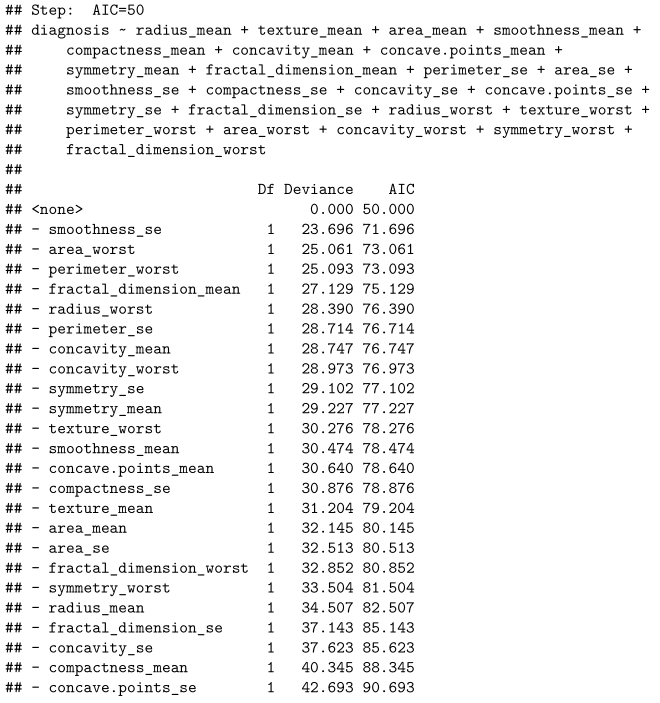 ## Step:  AIC=50
## diagnosis ~ radius_mean + texture_mean + area_mean + smoothness_mean +
##     compactness_mean + concavity_mean + concave.points_mean +
##     symmetry_mean + fractal_dimension_mean + perimeter_se + area_se +
##     smoothness_se + compactness_se + concavity_se + concave.points_se +
##     symmetry_se + fractal_dimension_se + radius_worst + texture_worst +
##     perimeter_worst + area_worst + concavity_worst + symmetry_worst +
##     fractal_dimension_worst
##
##                           Df Deviance    AIC
## <none>                          0.000 50.000
## - smoothness_se            1   23.696 71.696
## - area_worst               1   25.061 73.061
## - perimeter_worst          1   25.093 73.093
## - fractal_dimension_mean   1   27.129 75.129
## - radius_worst             1   28.390 76.390
## - perimeter_se             1   28.714 76.714
## - concavity_mean           1   28.747 76.747
## - concavity_worst          1   28.973 76.973
## - symmetry_se              1   29.102 77.102
## - symmetry_mean            1   29.227 77.227
## - texture_worst            1   30.276 78.276
## - smoothness_mean          1   30.474 78.474
## - concave.points_mean      1   30.640 78.640
## - compactness_se           1   30.876 78.876
## - texture_mean             1   31.204 79.204
## - area_mean                1   32.145 80.145
## - area_se                  1   32.513 80.513
## - fractal_dimension_worst  1   32.852 80.852
## - symmetry_worst           1   33.504 81.504
## - radius_mean              1   34.507 82.507
## - fractal_dimension_se     1   37.143 85.143
## - concavity_se             1   37.623 85.623
## - compactness_mean         1   40.345 88.345
## - concave.points_se        1   42.693 90.693